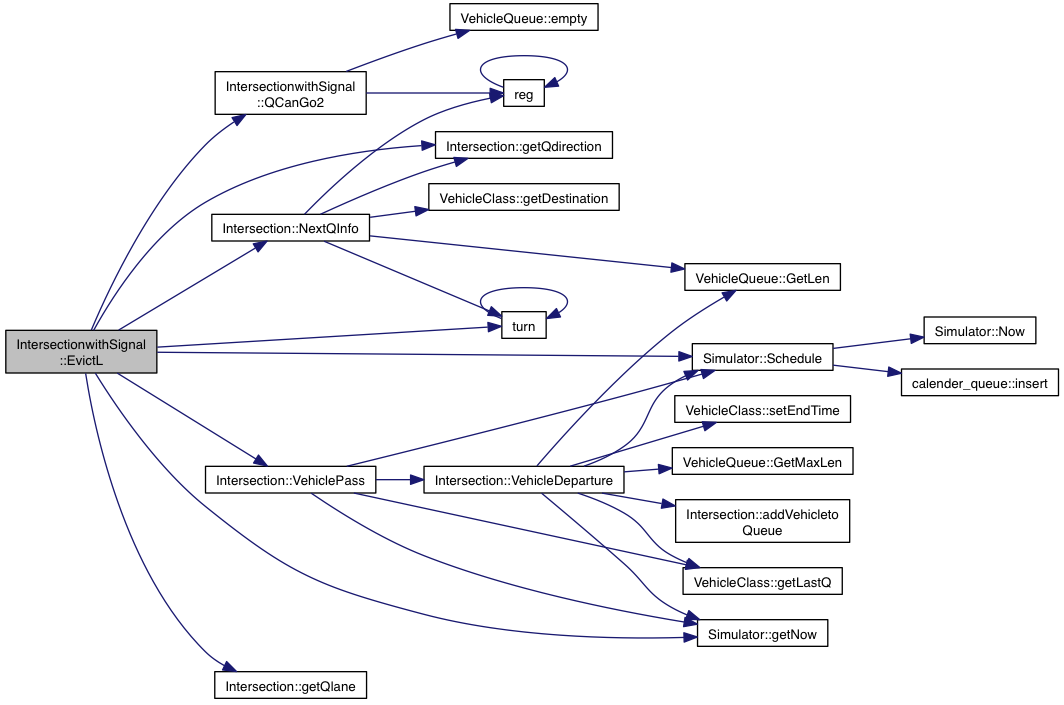 VehicleQueue::empty
IntersectionwithSignal
::QCanGo2
reg
Intersection::getQdirection
VehicleClass::getDestination
Intersection::NextQInfo
VehicleQueue::GetLen
turn
Simulator::Now
IntersectionwithSignal
::EvictL
Simulator::Schedule
calender_queue::insert
VehicleClass::setEndTime
VehicleQueue::GetMaxLen
Intersection::VehiclePass
Intersection::VehicleDeparture
Intersection::addVehicleto
Queue
VehicleClass::getLastQ
Simulator::getNow
Intersection::getQlane